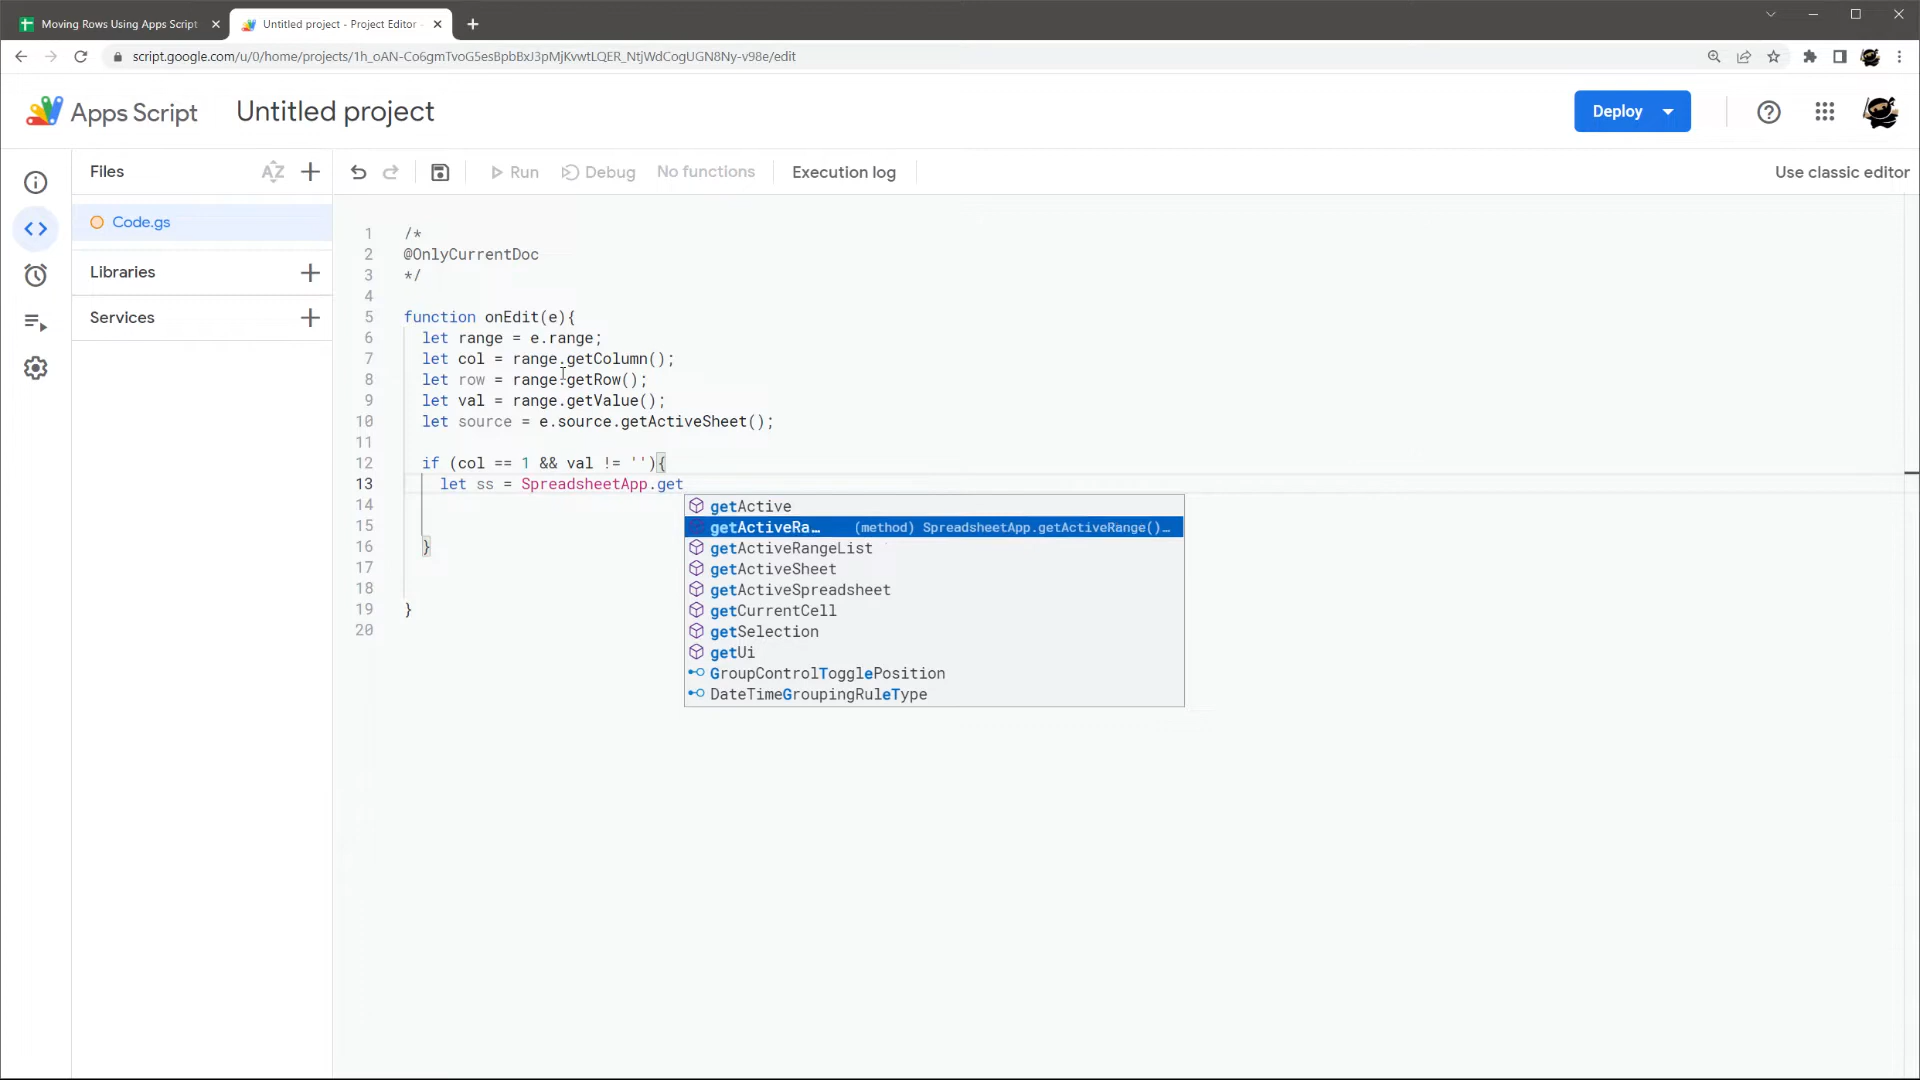 Moving Rows Using Apps Script
Untitled project - Project Editor -
script.google.com/u/0/home/projects/1h_oAN-Co6gmTvoG5esBpbBxJ3pMjKvwtLQER_NtjWdCogUGN8Ny-v98e/edit
Apps Script
Untitled project
Deploy
Files
AZ
Run
Debug
No functions
Execution log
Use classic editor
Code.gs
Libraries
Services
1 /*
2 @OnlyCurrentDoc
3 */
4
5 function onEdit(e){
6 let range = e.range;
7 let col = range.getColumn();
8 let row = range.getRow();
9 let val = range.getValue();
10 let source = e.source.getActiveSheet();
11
12 if (col == 1 && val != ''){
13 let ss = SpreadsheetApp.get
14
15
16 }
17
18
19 }
20
getActive
getActiveRa… (method) SpreadsheetApp.getActiveRange()…
getActiveRangeList
getActiveSheet
getActiveSpreadsheet
getCurrentCell
getSelection
getUi
GroupControlTogglePosition
DateTimeGroupingRuleType